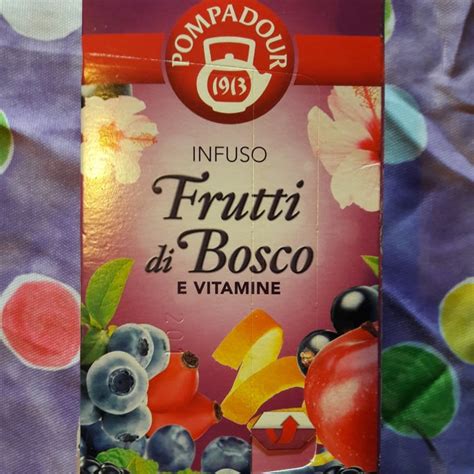 POMPADOUR
1913
INFUSO
Frutti
di Bosco
E VITAMINE